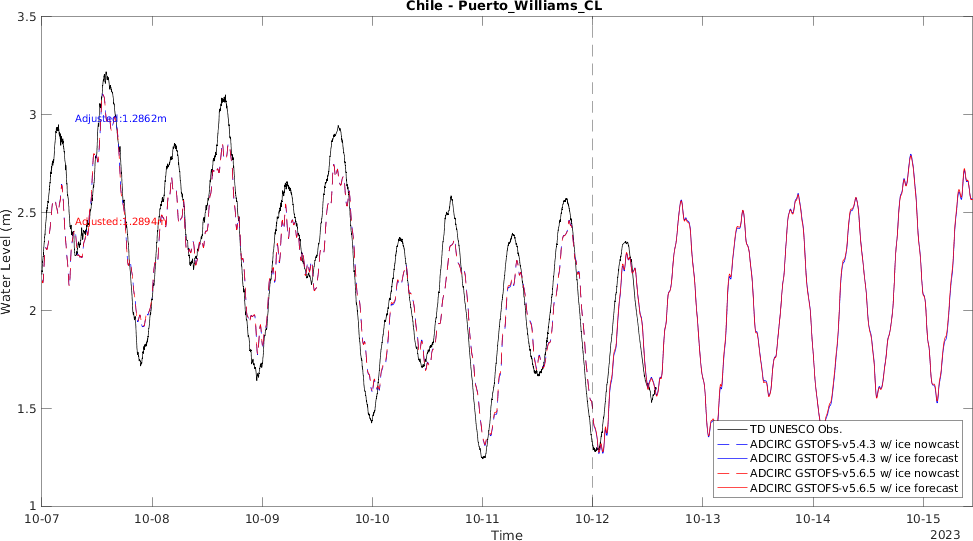 Chile - Puerto_Williams_CL
3.5
3
2.5
2
1.5
1
Water Level (m)
Adjusted:1.2862m
Adjusted:1.2894m
TD UNESCO Obs.
ADCIRC GSTOFS-v5.4.3 w/ ice nowcast
ADCIRC GSTOFS-v5.4.3 w/ ice forecast
ADCIRC GSTOFS-v5.6.5 w/ ice nowcast
ADCIRC GSTOFS-v5.6.5 w/ ice forecast
10-07 10-08 10-09 10-10 10-11 10-12 10-13 10-14 10-15
Time
2023